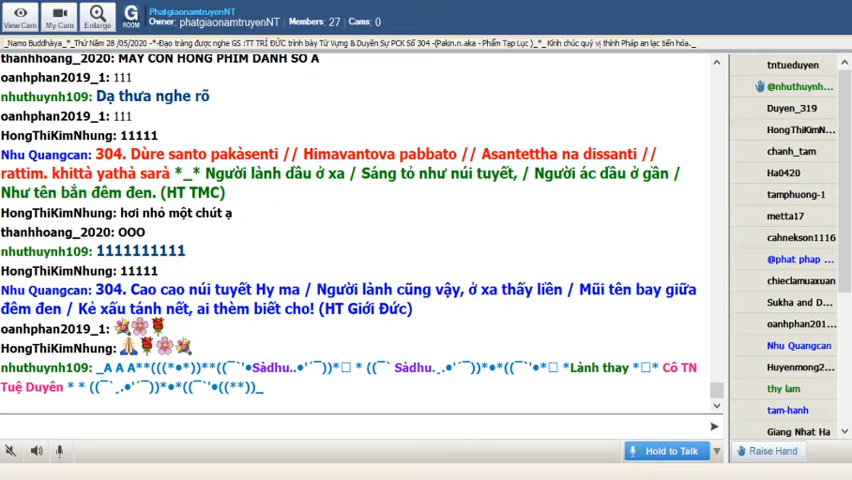 PhatgiaonamtruyenNT
Owner: phatgiaonamtruyenNT Members: 27 Cams: 0
View Cam
My Cam
Enlarge
G ROOM
_Namo Buddhàya_*_Thứ Năm 28 /05/2020 -*-Đạo tràng được nghe GS :TT TRÍ ĐỨC trình bày Từ Vựng &Duyên Sự PCK Số 304 -(Pakin.n.aka - Phẩm Tạp Lục )_*_Kính chúc quý vị thính Pháp an lạc tiến hóa._
thanhhoang_2020: MAY CON HONG PHIM DANH SO A
oanhphan2019_1: 111
nhuthuynh109: Dạ thưa nghe rõ
oanhphan2019_1: 111
HongThiKimNhung: 11111
Nhu Quangcan: 304. Dùre santo pakàsenti // Himavantova pabbato // Asantettha na dissanti //
rattim. khittà yathà sarà *_* Người lành dầu ở xa / Sáng tỏ như núi tuyết, / Người ác dầu ở gần /
Như tên bắn đêm đen. (HT TMC)
HongThiKimNhung: hơi nhỏ một chút ạ
thanhhoang_2020: OOO
nhuthuynh109: 1111111111
HongThiKimNhung: 11111
Nhu Quangcan: 304. Cao cao núi tuyết Hy ma / Người lành cũng vậy, ở xa thấy liền / Mũi tên bay giữa
đêm đen / Kẻ xấu tánh nết, ai thèm biết cho! (HT Giới Đức)
oanhphan2019_1:
HongThiKimNhung:
nhuthuynh109: _A A A**(((*•*))**((¯`'•Sàdhu..•'´¯))*□ * ((¯` Sàdhu.¸.•'´¯))*•*((¯`'•*□ *Lành thay *□* Cô TN
Tuệ Duyên * * ((¯`¸.•'´¯))*•*((¯`'•((**))_
Hold to Talk
tntueduyen
@nhuthuynh...
Duyen_319
HongThiKimN...
chanh_tam
Ha0420
tamphuong-1
metta17
cahnekson1116
@phat phap ...
chieclamuaxuan
Sukha and D...
oanhphan201...
Nhu Quangcan
Huyenmong2...
thy lam
tam-hanh
Giang Nhat Ha
Raise Hand